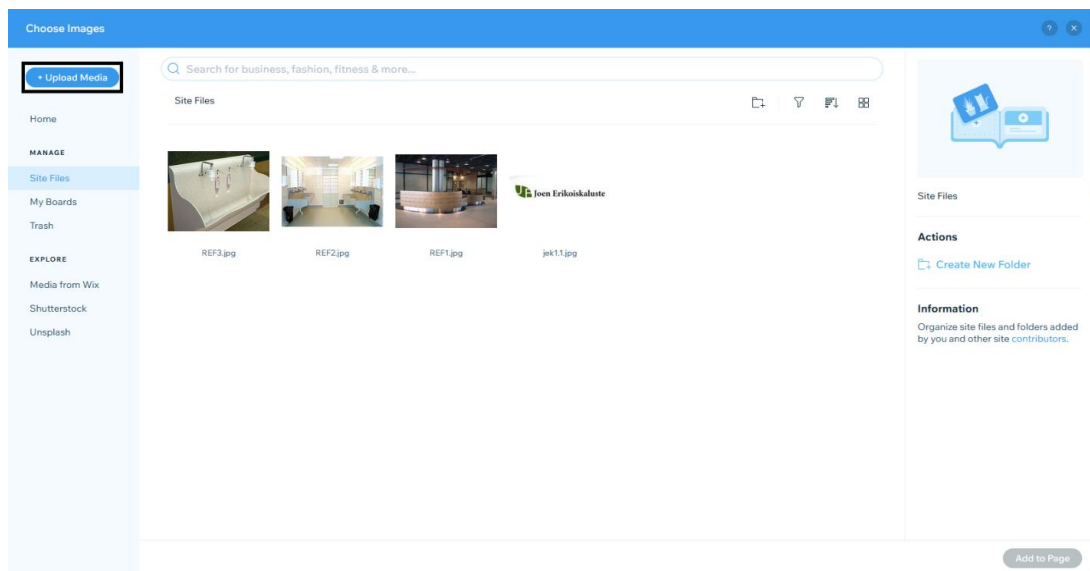 Choose Images
?
+ Upload Media
Search for business, fashion, fitness & more...
Site Files
Home
MANAGE
Site Files
My Boards
Trash
EXPLORE
Media from Wix
Shutterstock
Unsplash
Joen Erikoiskaluste
REF3.jpg
REF2.jpg
REF1.jpg
jek1.1.jpg
Site Files
Actions
Create New Folder
Information
Organize site files and folders added
by you and other site contributors.
Add to Page